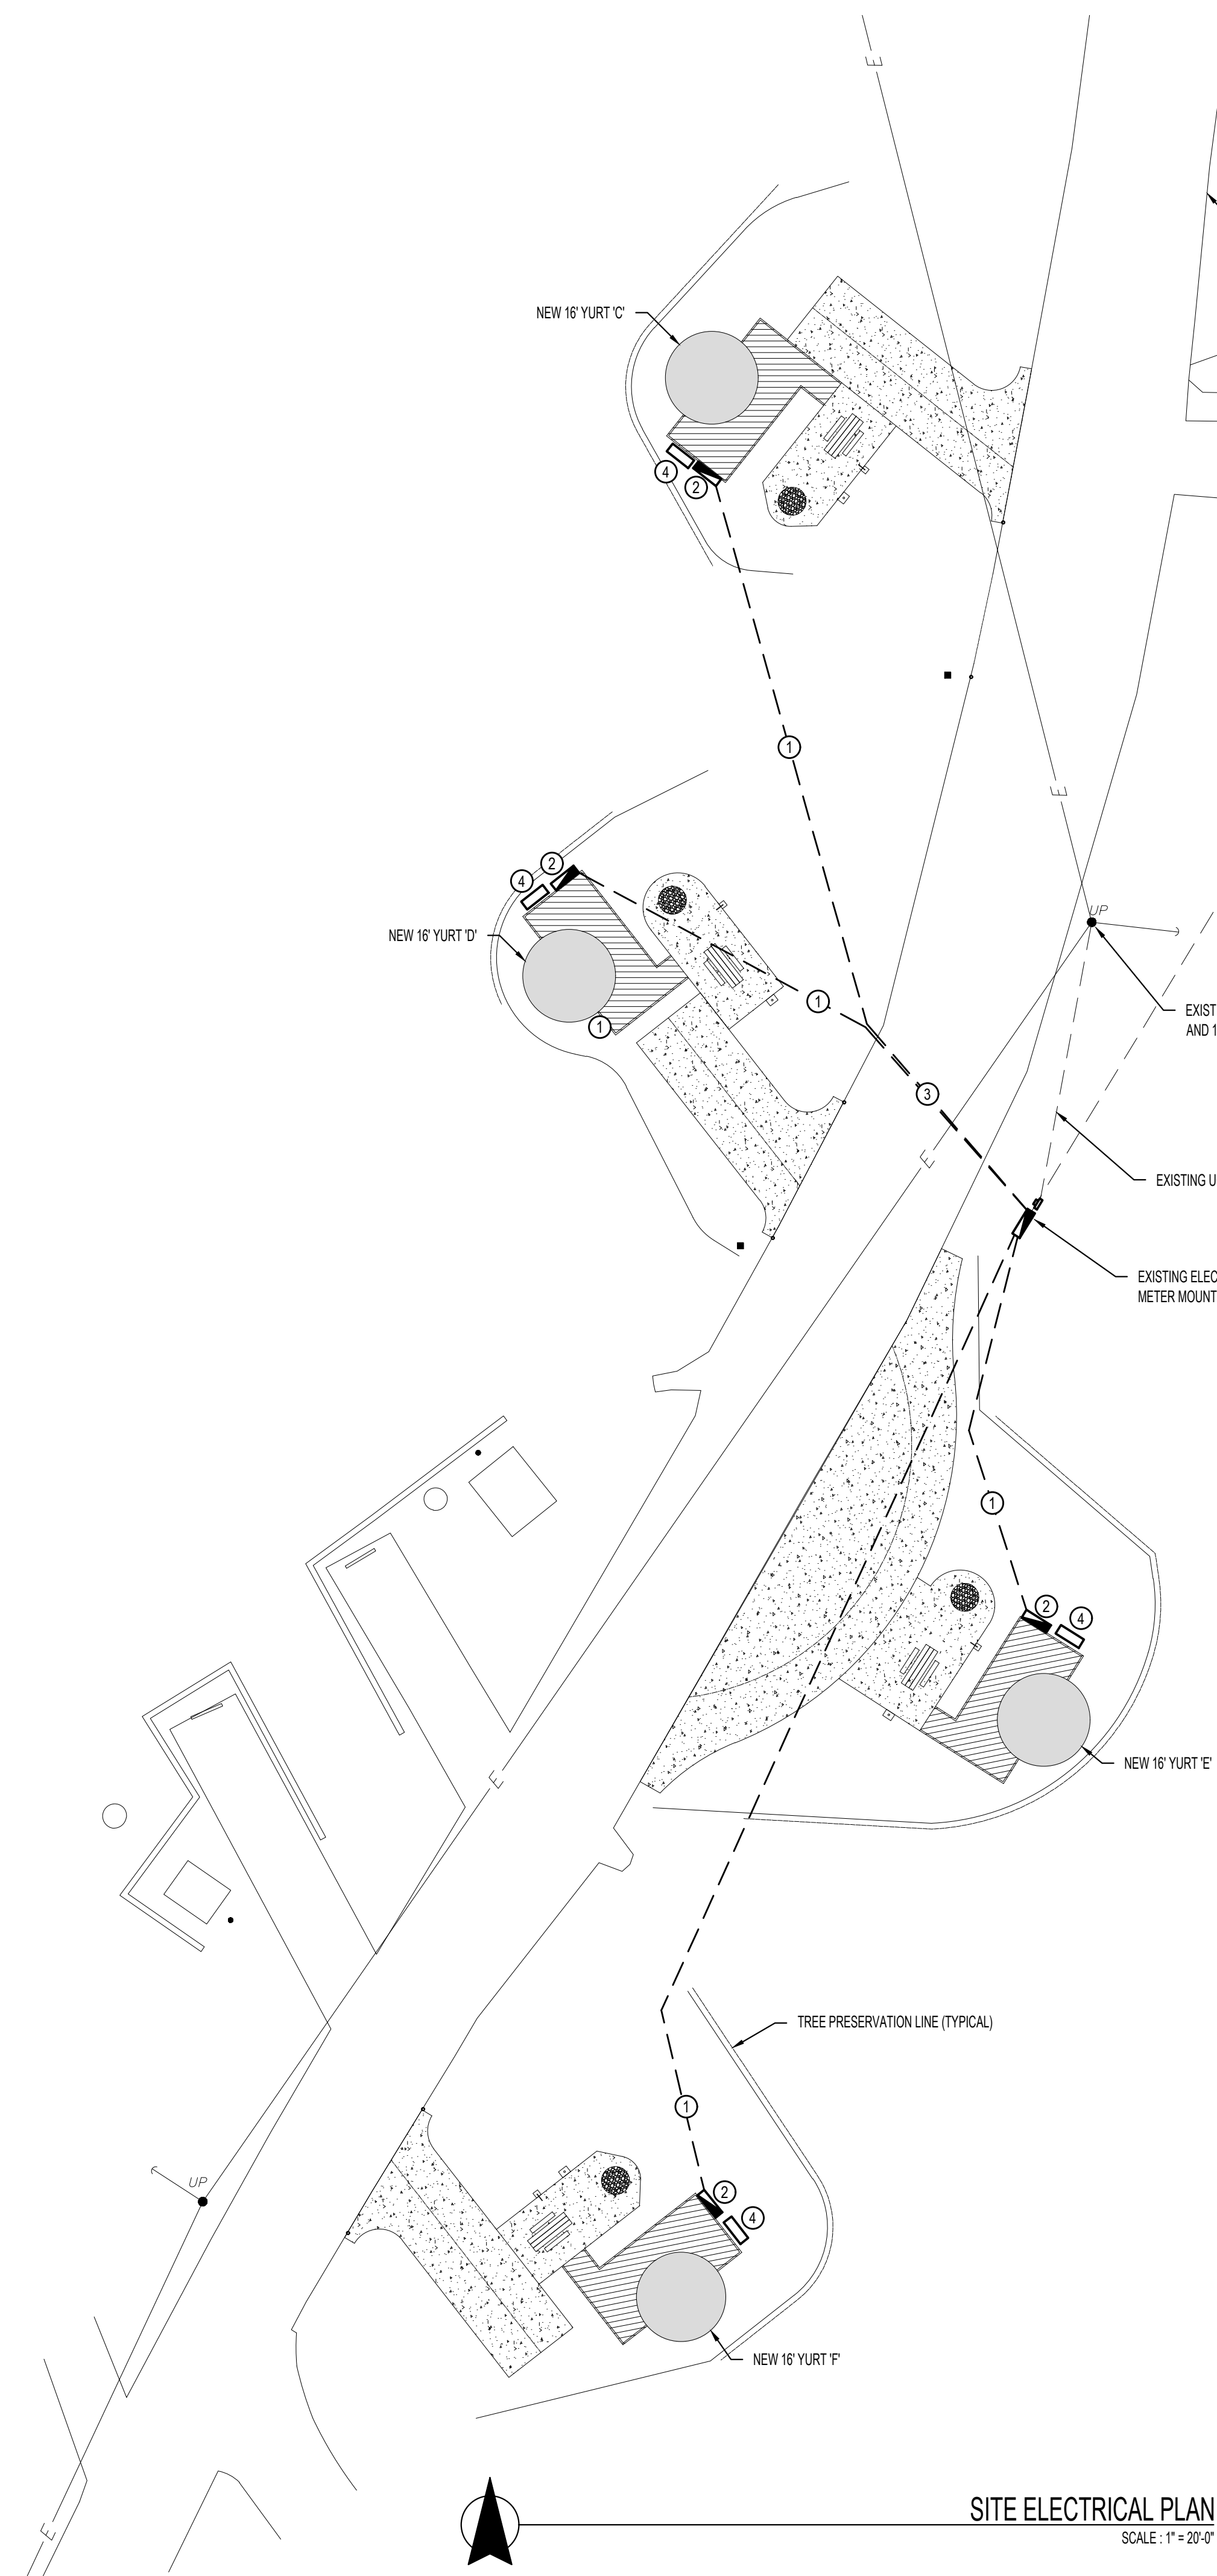 E
NEW 16' YURT 'C'
4
2
1
E
UP
2
4
NEW 16' YURT 'D'
1
1
EXIST
AND 1
3
E
EXISTING U
EXISTING ELEC
METER MOUNT
1
2
4
NEW 16' YURT 'E'
E
TREE PRESERVATION LINE (TYPICAL)
1
UP
2
4
NEW 16' YURT 'F'
E
SITE ELECTRICAL PLAN
SCALE : 1" = 20'-0"